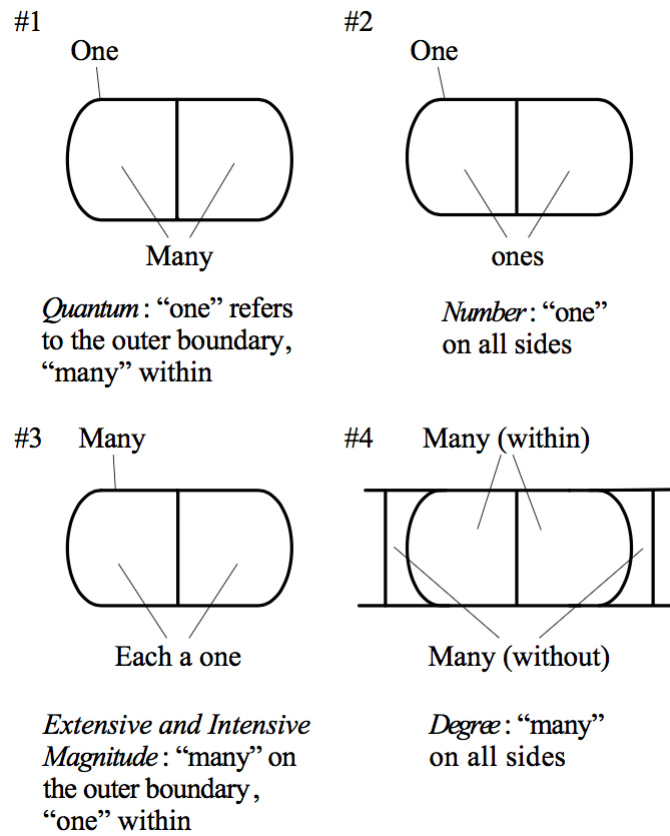 #1
One
Many
Quantum: “one” refers
to the outer boundary,
“many” within
#2
One
ones
Number: “one”
on all sides
#3 Many
Each a one
Extensive and Intensive
Magnitude: “many” on
the outer boundary,
“one” within
#4 Many (within)
Many (without)
Degree: “many”
on all sides